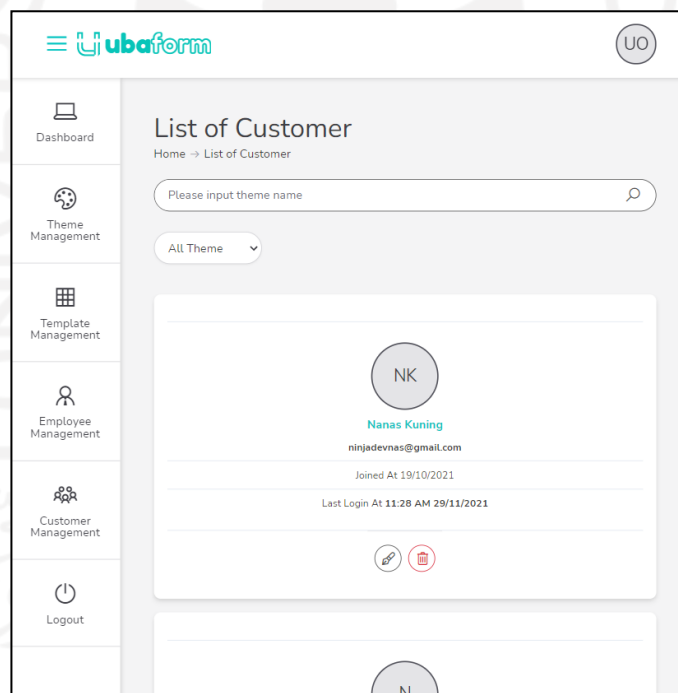 ubaform
UO
Dashboard
Theme
Management
Template
Management
Employee
Management
Customer
Management
Logout
List of Customer
Home → List of Customer
Please input theme name
All Theme
NK
Nanas Kuning
ninjadevnas@gmail.com
Joined At 19/10/2021
Last Login At 11:28 AM 29/11/2021